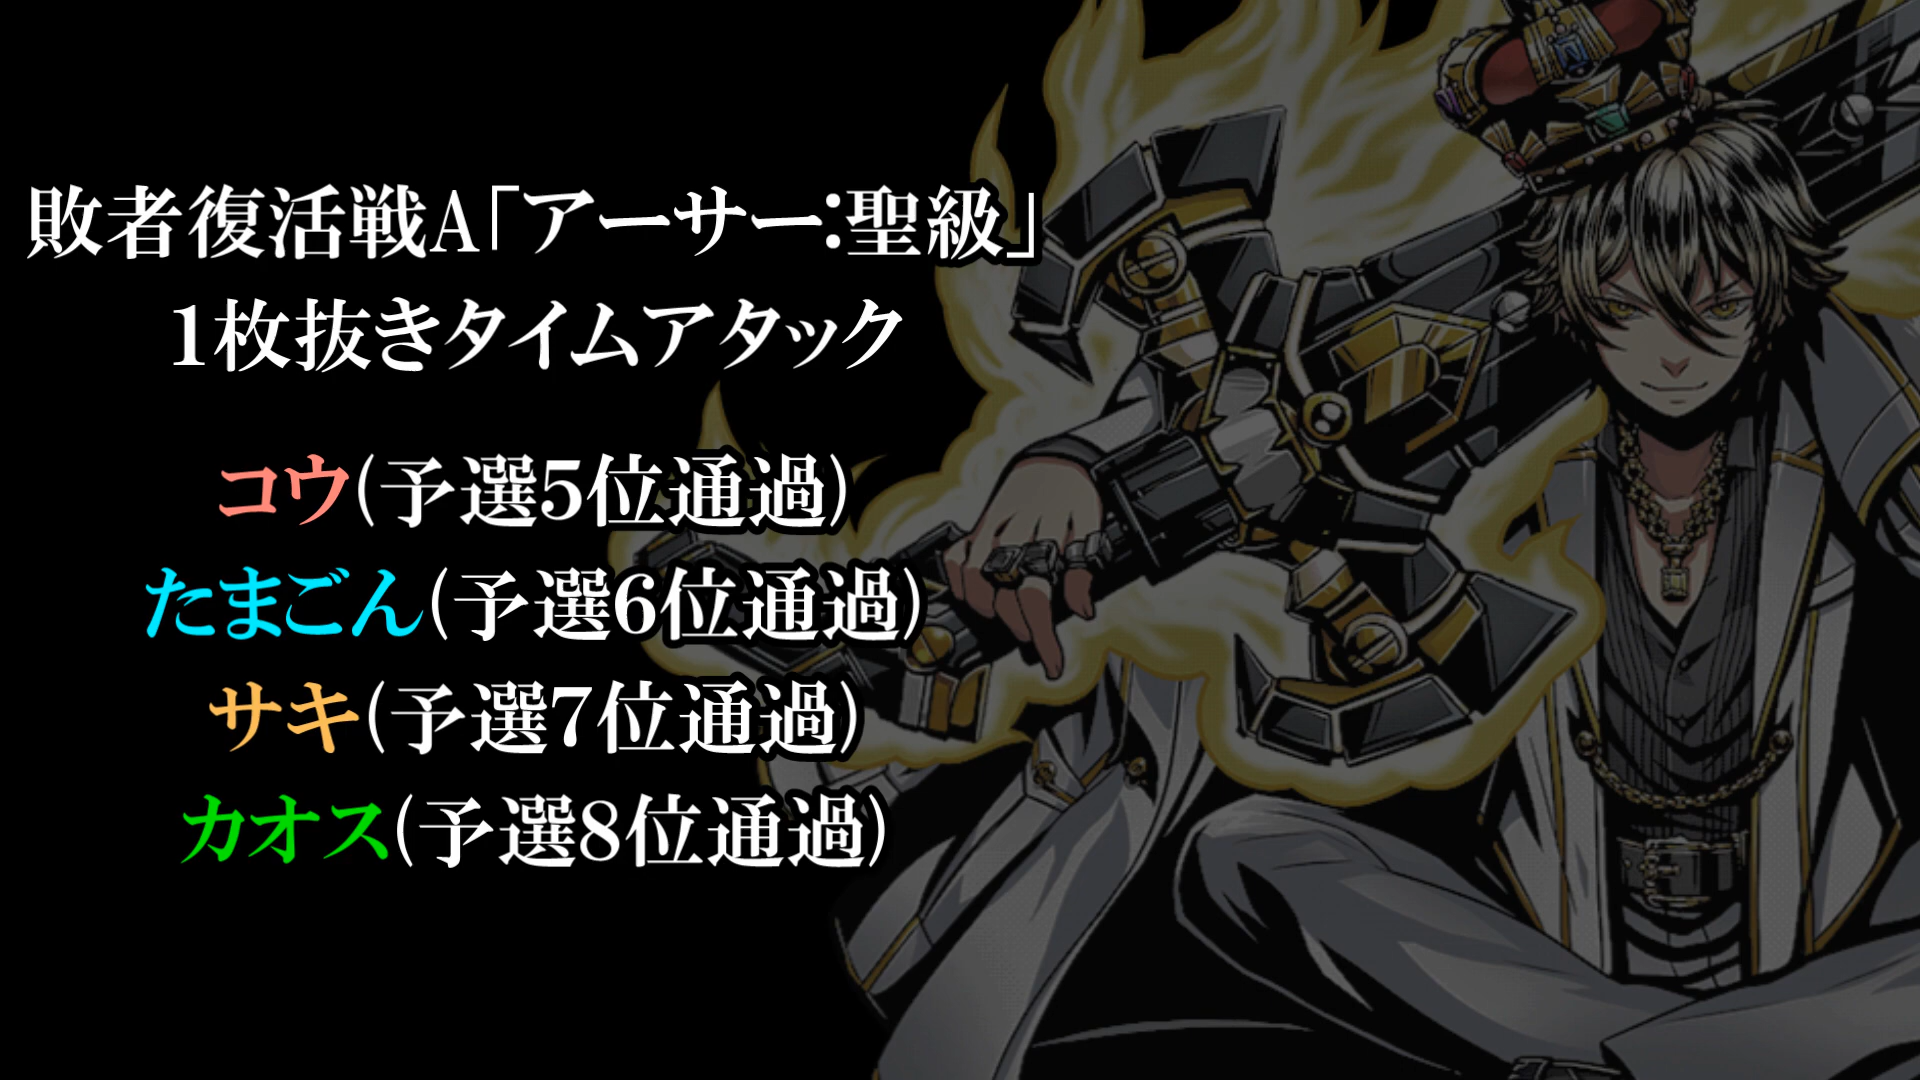 敗者復活戦A「アーサー:聖級」
1枚抜きタイムアタック
コウ(予選5位通過)
たまごん(予選6位通過)
サキ(予選7位通過)
カオス(予選8位通過)